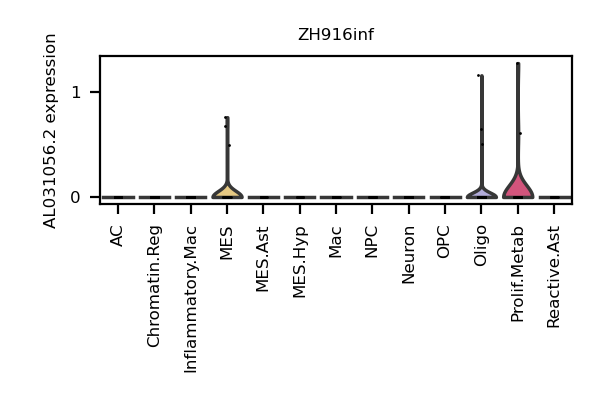 ZH916inf
AL031056.2 expression
1
0
AC
Chromatin.Reg
Inflammatory.Mac
MES
MES.Ast
MES.Hyp
Mac
NPC
Neuron
OPC
Oligo
Prolif.Metab
Reactive.Ast